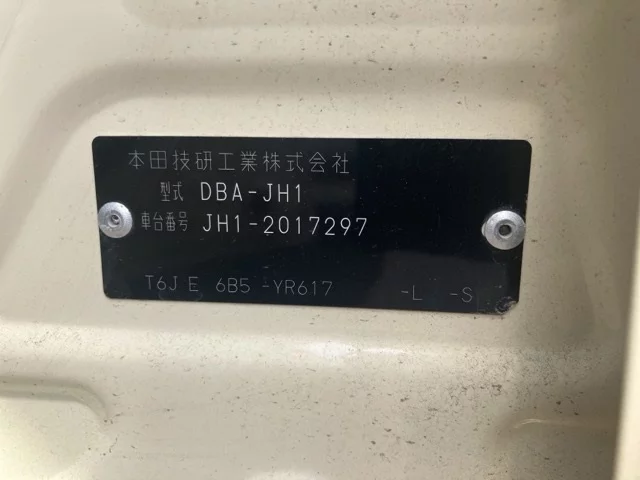 本田技研工業株式会社
型式 DBA-JH1
車台番号 JH1-2017297
T6J E 6B5 -YR617 -L -S